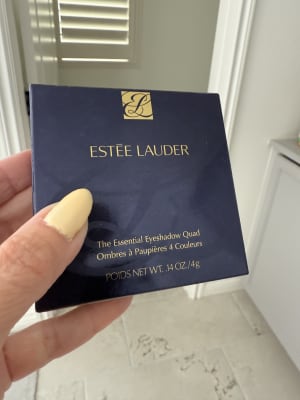 EL
ESTĒE LAUDER
The Essential Eyeshadow Quad
Ombres à Paupières 4 Couleurs
POIDS NET WT. .14 OZ./4g